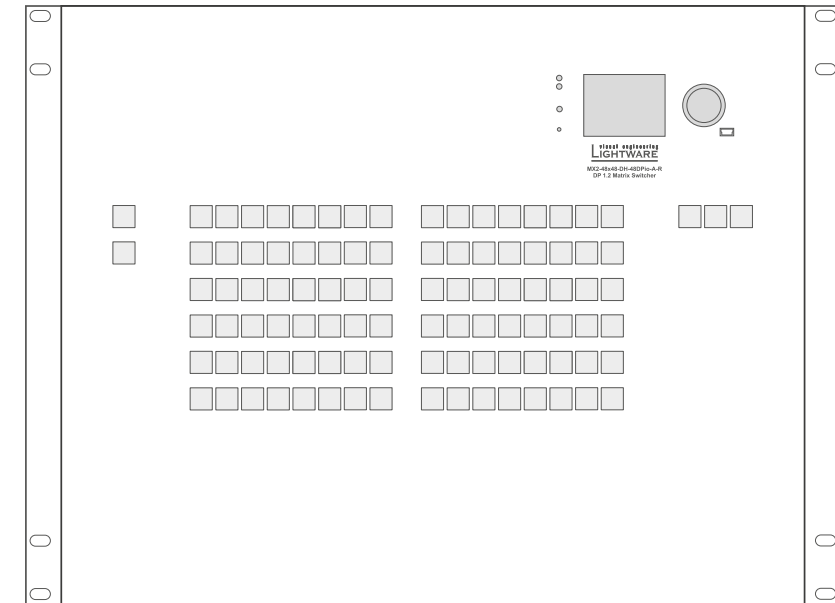 visual engineering
LIGHTWARE
MX2-48x48-DH-48DPio-A-R
DP 1.2 Matrix Switcher